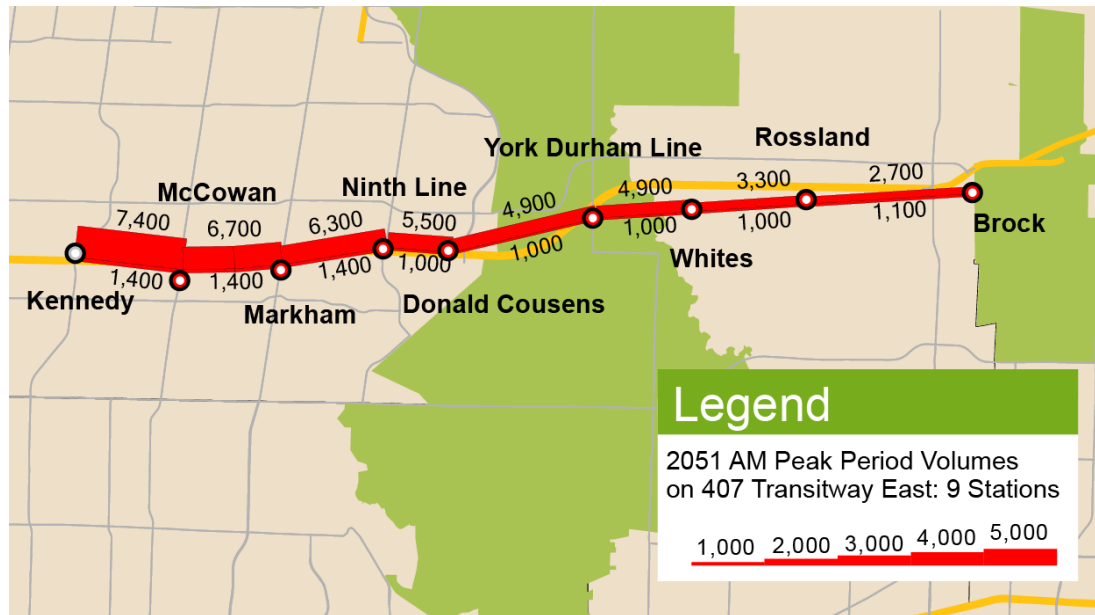 Rossland
York Durham Line
2,700
3,300
4,900
4,900
Ninth Line
McCowan
5,500
6,300
6,700
7,400
1,100
1,000
1,000
1,000
1,000
1,400
1,400
1,400
Brock
Whites
Donald Cousens
Kennedy
Markham
Legend
2051 AM Peak Period Volumes
on 407 Transitway East: 9 Stations
1,000 2,000 3,000 4,000 5,000